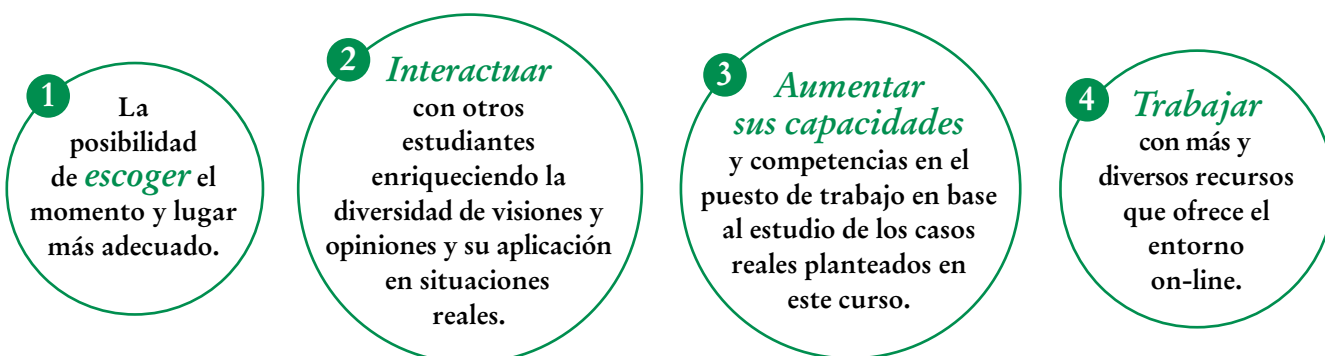 1
La
posibilidad
de escoger el
momento y lugar
más adecuado.
2
Interactuar
con otros
estudiantes
enriqueciendo la
diversidad de visiones y
opiniones y su aplicación
en situaciones
reales.
3
Aumentar
sus capacidades
y competencias en el
puesto de trabajo en base
al estudio de los casos
reales planteados en
este curso.
4
Trabajar
con más y
diversos recursos
que ofrece el
entorno
on-line.